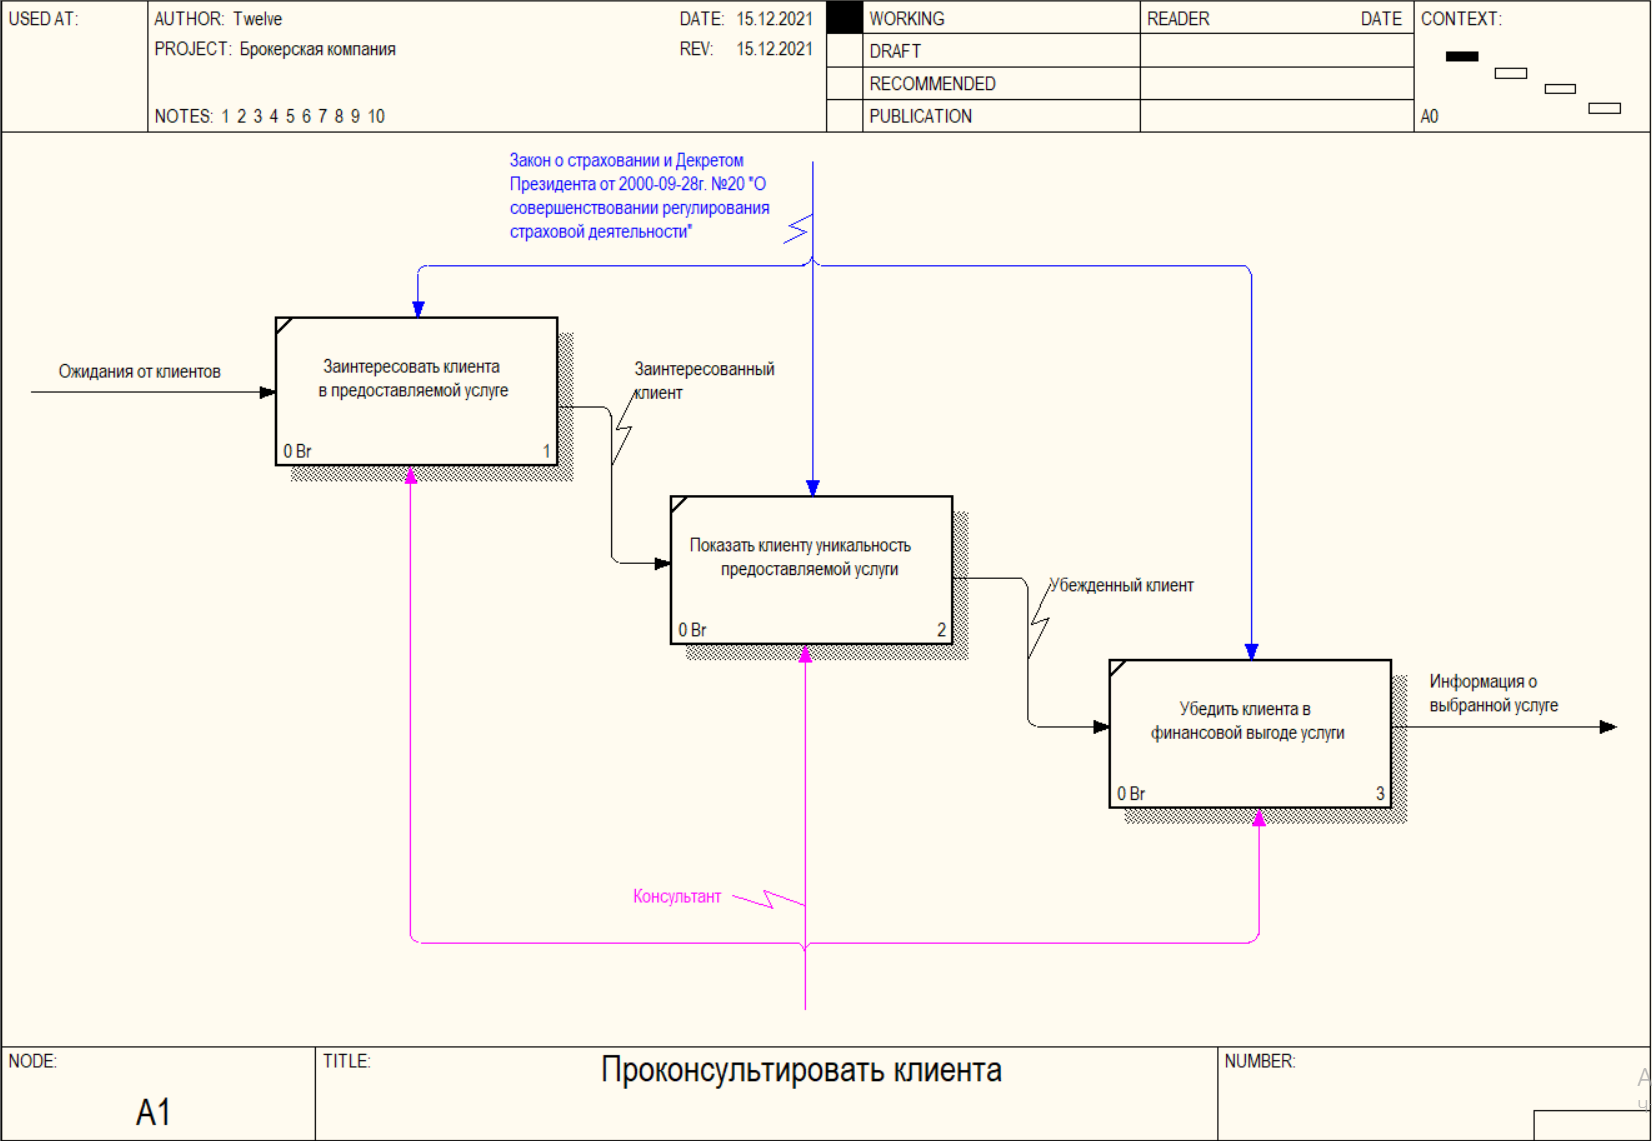 USED AT:
AUTHOR: Twelve
DATE: 15.12.2021
PROJECT: Брокерская компания
REV: 15.12.2021
NOTES: 1 2 3 4 5 6 7 8 9 10
WORKING
DRAFT
RECOMMENDED
PUBLICATION
READER DATE
CONTEXT:
A0
Закон о страховании и Декретом
Президента от 2000-09-28г. №20 "О
совершенствовании регулирования
страховой деятельности"
Ожидания от клиентов
Заинтересовать клиента
в предоставляемой услуге
0 Br 1
Заинтересованный
клиент
Показать клиенту уникальность
предоставляемой услуги
0 Br 2
Убежденный клиент
Убедить клиента в
финансовой выгоде услуги
0 Br 3
Информация о
выбранной услуге
Консультант
NODE:
A1
TITLE:
Проконсультировать клиента
NUMBER: